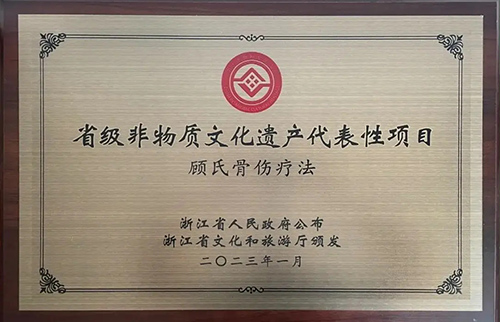 省级非物质文化遗产代表性项目
顾氏骨伤疗法
浙江省人民政府公布
浙江省文化和旅游厅颁发
二〇二三年一月